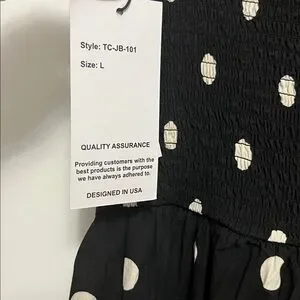 Style: TC-JB-101
Size: L
QUALITY ASSURANCE
Providing customers with the
best products is the purpose
we have always adhered to.
DESIGNED IN USA